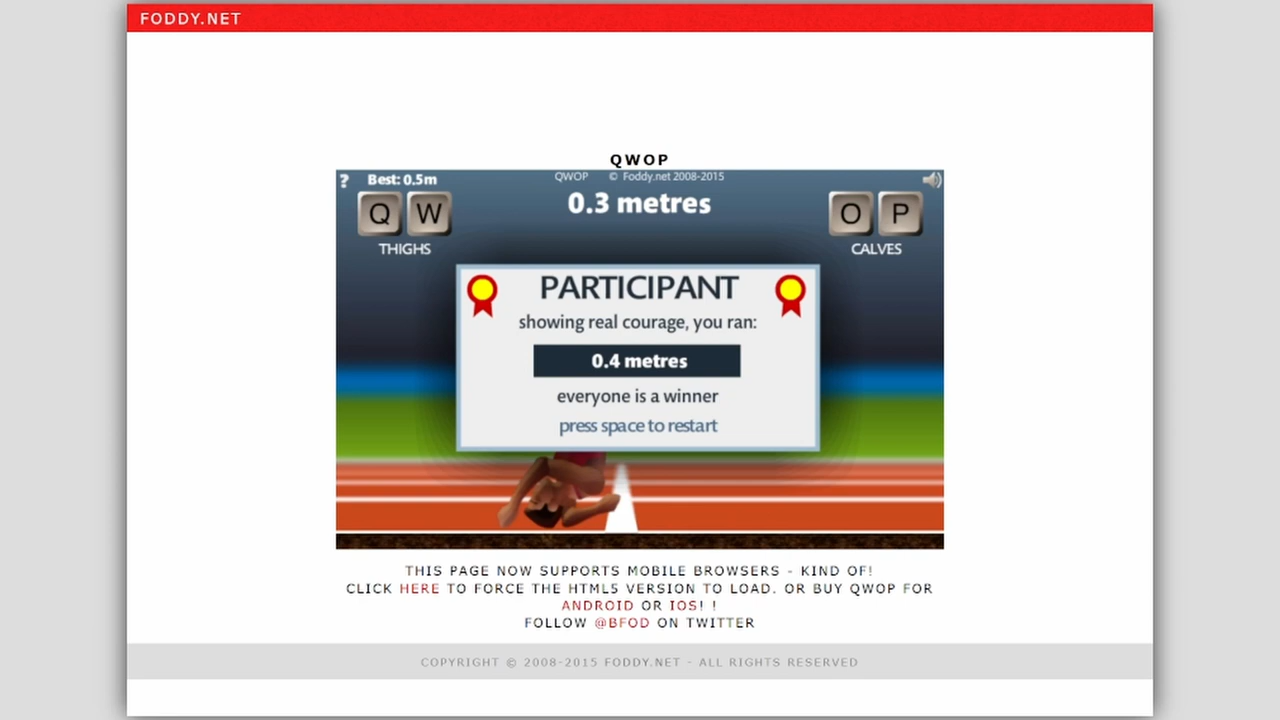 FODDY.NET
QWOP
? Best: 0.5m QWOP © Foddy.net 2008-2015
0.3 metres
Q W O P
THIGHS CALVES
PARTICIPANT
showing real courage, you ran:
0.4 metres
everyone is a winner
press space to restart
THIS PAGE NOW SUPPORTS MOBILE BROWSERS - KIND OF!
CLICK HERE TO FORCE THE HTML5 VERSION TO LOAD. OR BUY QWOP FOR
ANDROID OR IOS! !
FOLLOW @BFOD ON TWITTER
COPYRIGHT © 2008-2015 FODDY.NET - ALL RIGHTS RESERVED